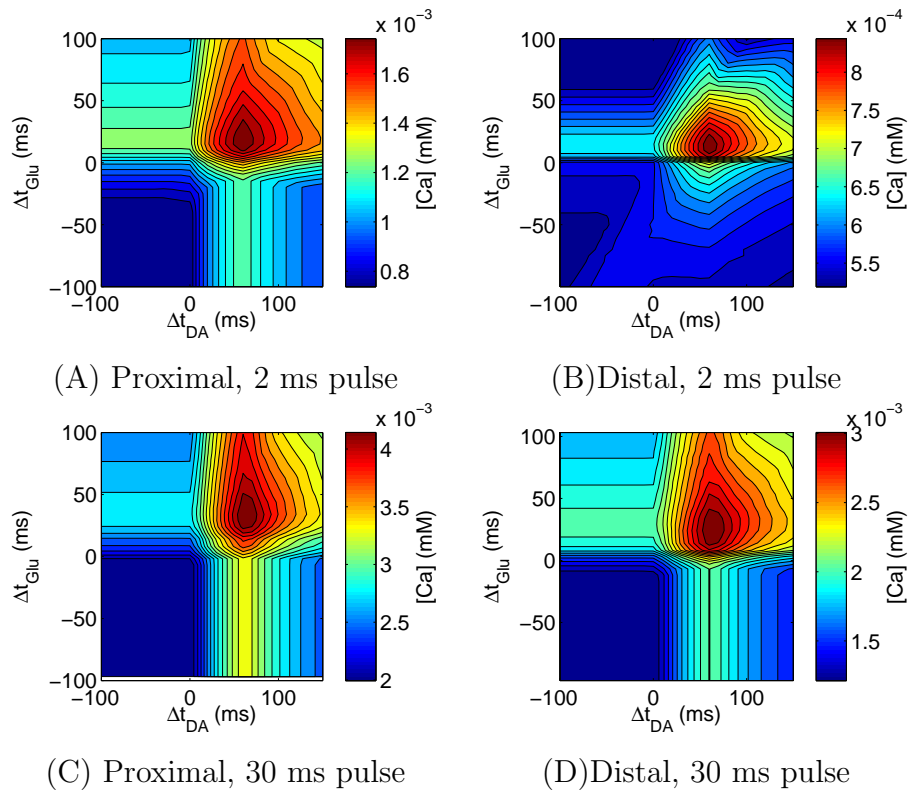 x 10⁻³
100
50
0
−50
−100
−100 0 100
Δt_Glu (ms)
Δt_DA (ms)
1.6
1.4
1.2
1
0.8
[Ca] (mM)
(A) Proximal, 2 ms pulse
x 10⁻⁴
100
50
0
−50
−100
−100 0 100
Δt_Glu (ms)
Δt_DA (ms)
8
7.5
7
6.5
6
5.5
[Ca] (mM)
(B)Distal, 2 ms pulse
x 10⁻³
100
50
0
−50
−100
−100 0 100
Δt_Glu (ms)
Δt_DA (ms)
4
3.5
3
2.5
2
[Ca] (mM)
(C) Proximal, 30 ms pulse
x 10⁻³
100
50
0
−50
−100
−100 0 100
Δt_Glu (ms)
Δt_DA (ms)
3
2.5
2
1.5
[Ca] (mM)
(D)Distal, 30 ms pulse